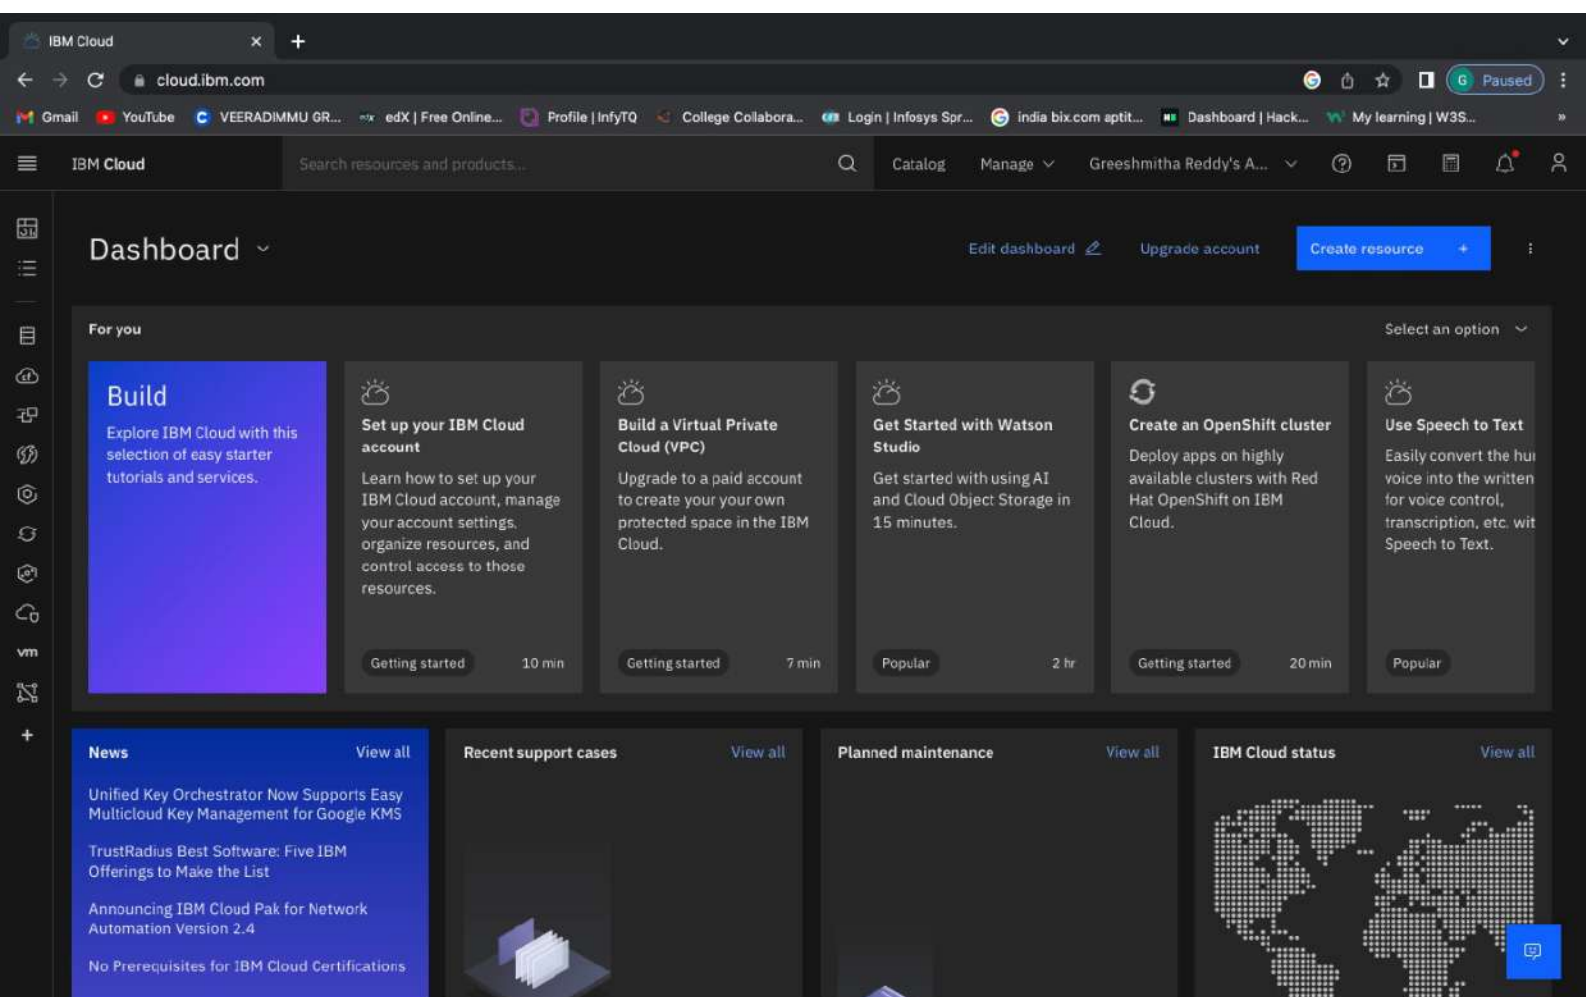 IBM Cloud
cloud.ibm.com
G Paused
Gmail YouTube VEERADIMMU GR... edX | Free Online... Profile | InfyTQ College Collabora... Login | Infosys Spr... india bix.com aptit... Dashboard | Hack... My learning | W3S... »
IBM Cloud Search resources and products... Catalog Manage Greeshmitha Reddy's A...
Dashboard
Edit dashboard Upgrade account Create resource +
For you
Select an option
Build
Explore IBM Cloud with this
selection of easy starter
tutorials and services.
Set up your IBM Cloud
account
Learn how to set up your
IBM Cloud account, manage
your account settings,
organize resources, and
control access to those
resources.
Getting started 10 min
Build a Virtual Private
Cloud (VPC)
Upgrade to a paid account
to create your your own
protected space in the IBM
Cloud.
Getting started 7 min
Get Started with Watson
Studio
Get started with using AI
and Cloud Object Storage in
15 minutes.
Popular 2 hr
Create an OpenShift cluster
Deploy apps on highly
available clusters with Red
Hat OpenShift on IBM
Cloud.
Getting started 20 min
Use Speech to Text
Easily convert the hu
voice into the written
for voice control,
transcription, etc. wit
Speech to Text.
Popular
vm
News View all
Unified Key Orchestrator Now Supports Easy
Multicloud Key Management for Google KMS
TrustRadius Best Software: Five IBM
Offerings to Make the List
Announcing IBM Cloud Pak for Network
Automation Version 2.4
No Prerequisites for IBM Cloud Certifications
Recent support cases View all
Planned maintenance View all
IBM Cloud status View all